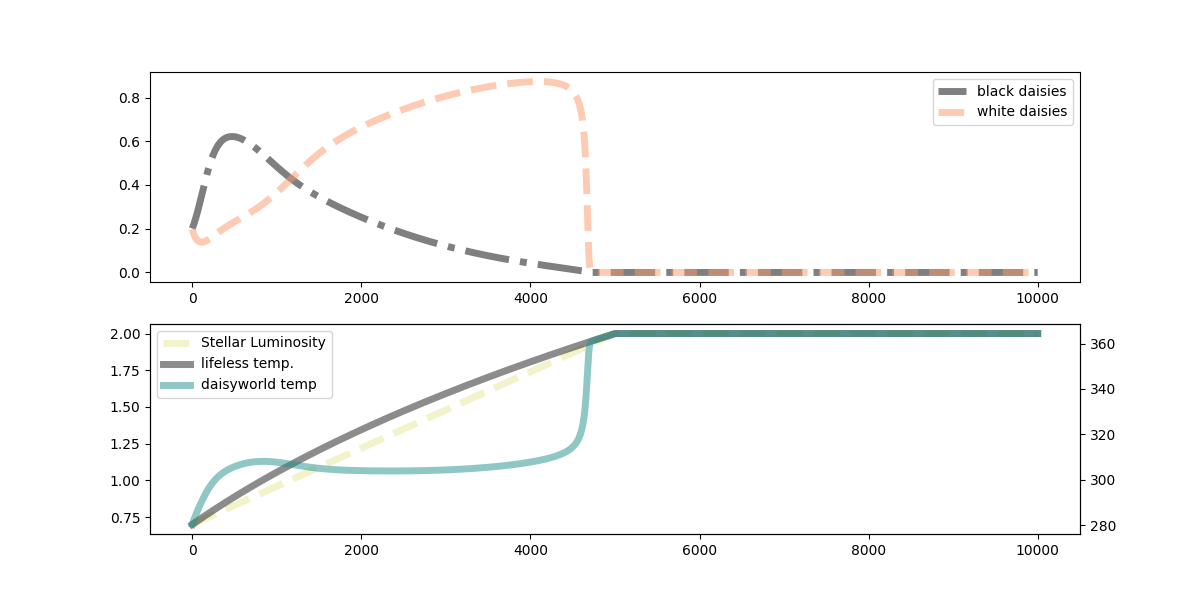 0.8
0.6
0.4
0.2
0.0
black daisies
white daisies
0 2000 4000 6000 8000 10000
2.00
1.75
1.50
1.25
1.00
0.75
Stellar Luminosity
lifeless temp.
daisyworld temp
360
340
320
300
280
0 2000 4000 6000 8000 10000